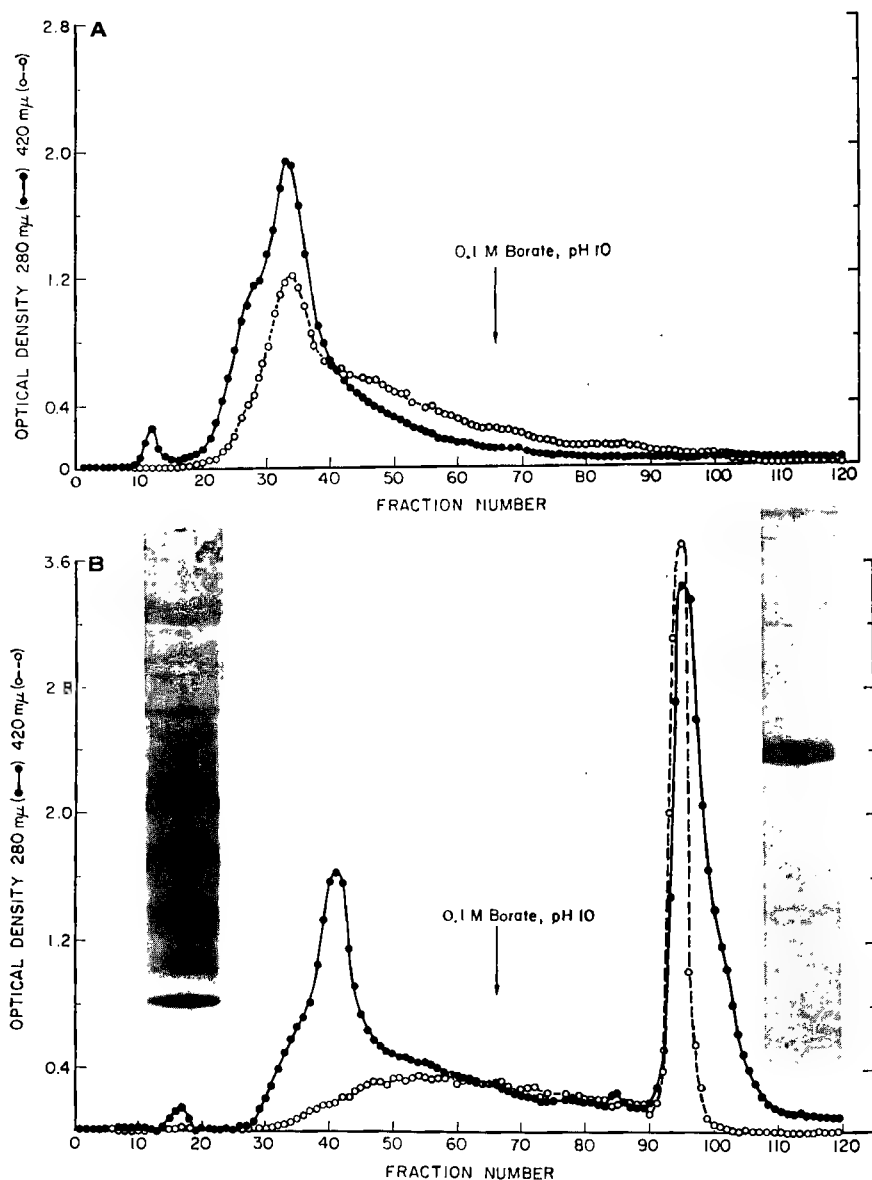 A
2.8
2.0
1.2
0.4
0
OPTICAL DENSITY 280 mµ (●—●) 420 mµ (o--o)
0.1 M Borate, pH 10
0 10 20 30 40 50 60 70 80 90 100 110 120
FRACTION NUMBER
B
3.6
2.0
1.2
0.4
OPTICAL DENSITY 280 mµ (●—●) 420 mµ (o--o)
0.1 M Borate, pH 10
0 10 20 30 40 50 60 70 80 90 100 110 120
FRACTION NUMBER